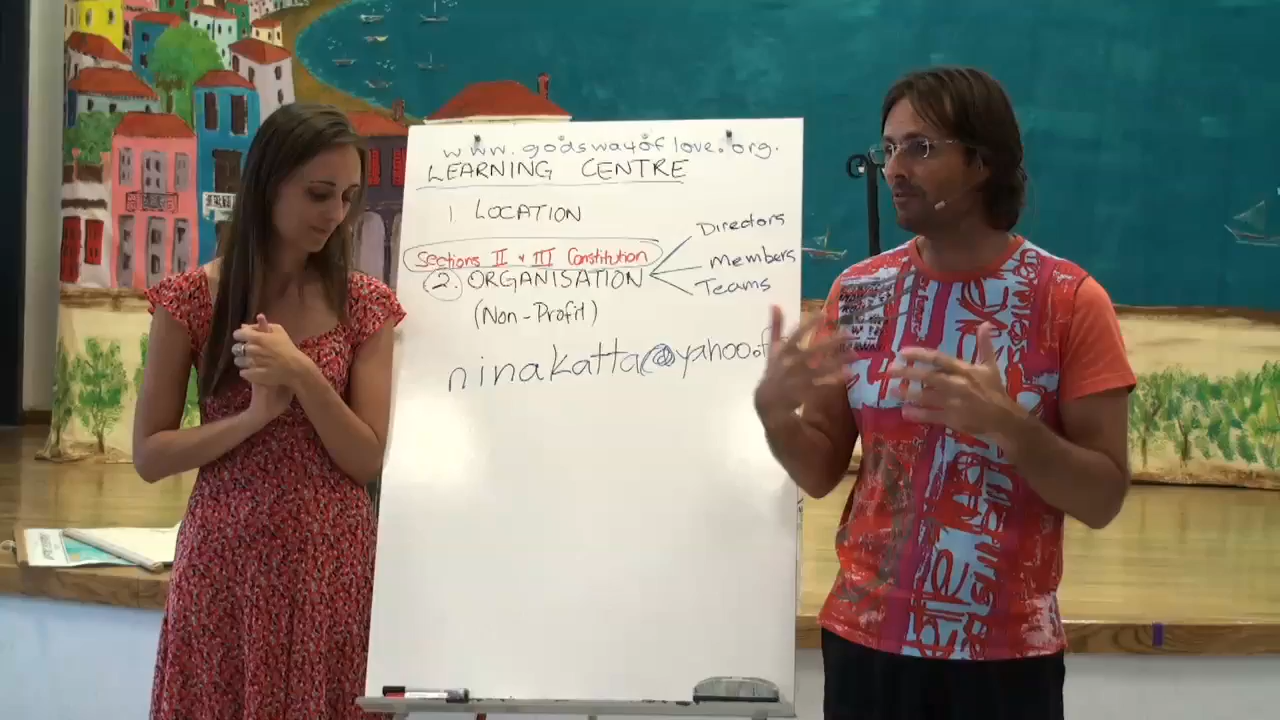 www.godswayoflove.org.
LEARNING CENTRE
1. LOCATION
Sections II & III Constitution
2. ORGANISATION
Directors
Members
Teams
(Non-Profit)
ninakatta@yahoo.f